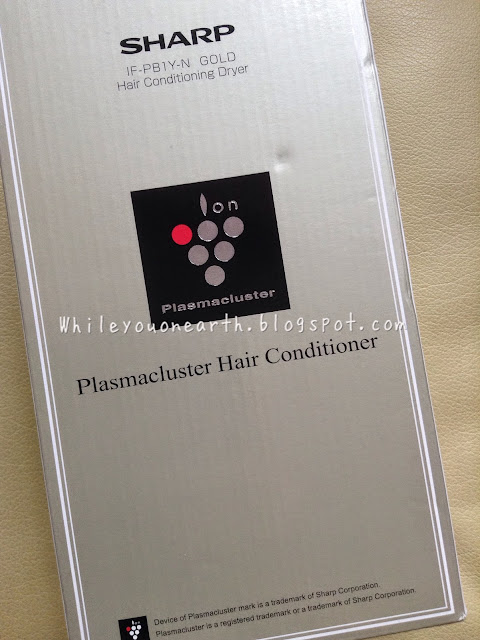 SHARP
IF-PB1Y-N GOLD
Hair Conditioning Dryer
Ion
Plasmacluster
Whileyouonearth.blogspot.com
Plasmacluster Hair Conditioner
Ion
Device of Plasmacluster mark is a trademark of Sharp Corporation.
Plasmacluster is a registered trademark or a trademark of Sharp Corporation.